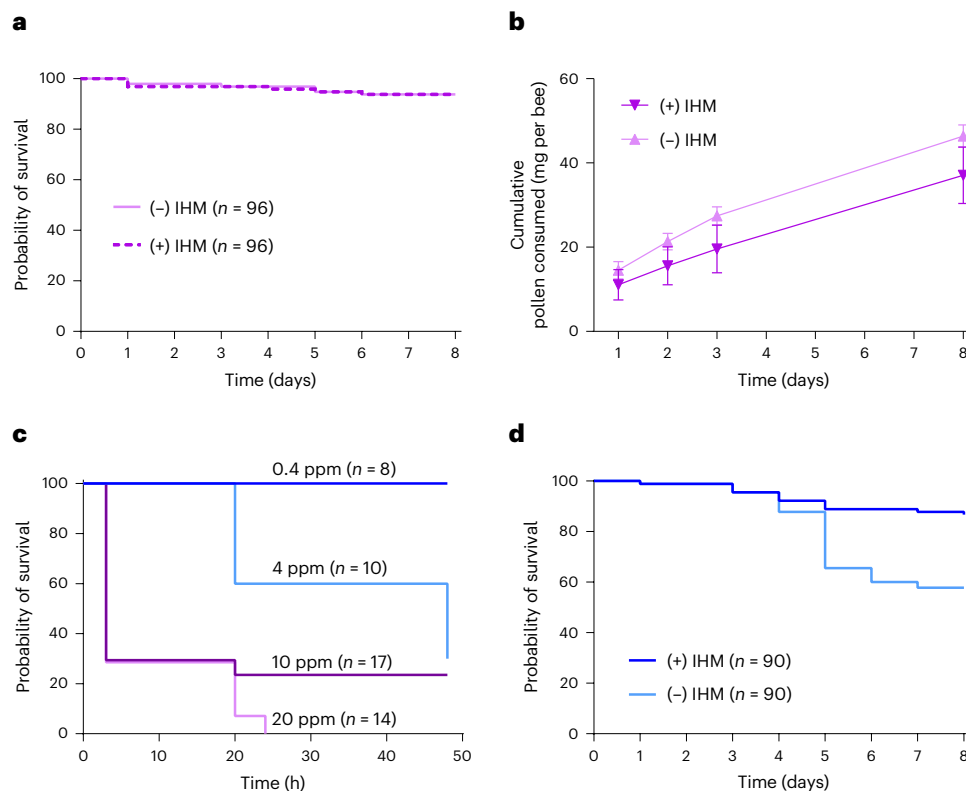 a
Probability of survival
100
80
60
40
20
0
(–) IHM (n = 96)
(+) IHM (n = 96)
0 1 2 3 4 5 6 7 8
Time (days)
b
Cumulative
pollen consumed (mg per bee)
60
40
20
0
(+) IHM
(–) IHM
1 2 3 4 5 6 7 8
Time (days)
c
Probability of survival
100
80
60
40
20
0
0.4 ppm (n = 8)
4 ppm (n = 10)
10 ppm (n = 17)
20 ppm (n = 14)
0 10 20 30 40 50
Time (h)
d
Probability of survival
100
80
60
40
20
0
(+) IHM (n = 90)
(–) IHM (n = 90)
0 1 2 3 4 5 6 7 8
Time (days)